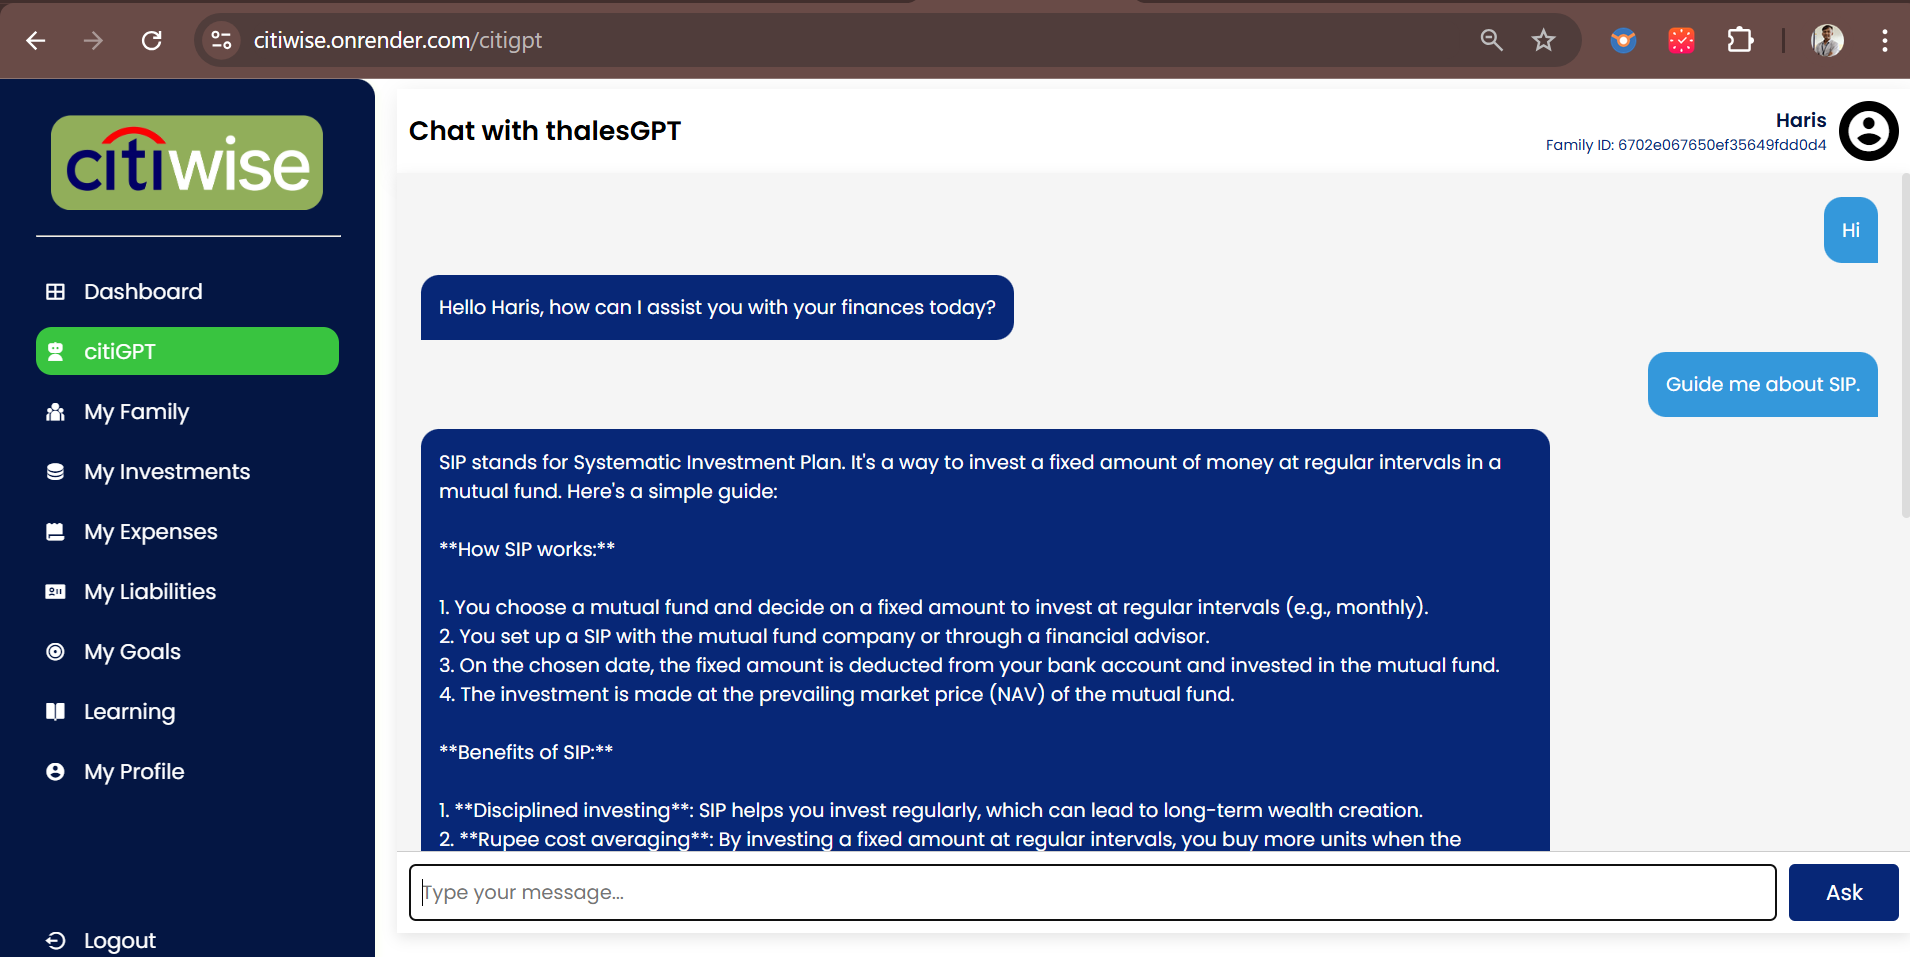 citiwise.onrender.com/citigpt
citiwise
Dashboard
citiGPT
My Family
My Investments
My Expenses
My Liabilities
My Goals
Learning
My Profile
Logout
Chat with thalesGPT
Haris
Family ID: 6702e067650ef35649fdd0d4
Hi
Hello Haris, how can I assist you with your finances today?
Guide me about SIP.
SIP stands for Systematic Investment Plan. It's a way to invest a fixed amount of money at regular intervals in a
mutual fund. Here's a simple guide:
**How SIP works:**
1. You choose a mutual fund and decide on a fixed amount to invest at regular intervals (e.g., monthly).
2. You set up a SIP with the mutual fund company or through a financial advisor.
3. On the chosen date, the fixed amount is deducted from your bank account and invested in the mutual fund.
4. The investment is made at the prevailing market price (NAV) of the mutual fund.
**Benefits of SIP:**
1. **Disciplined investing**: SIP helps you invest regularly, which can lead to long-term wealth creation.
2. **Rupee cost averaging**: By investing a fixed amount at regular intervals, you buy more units when the
Type your message...
Ask